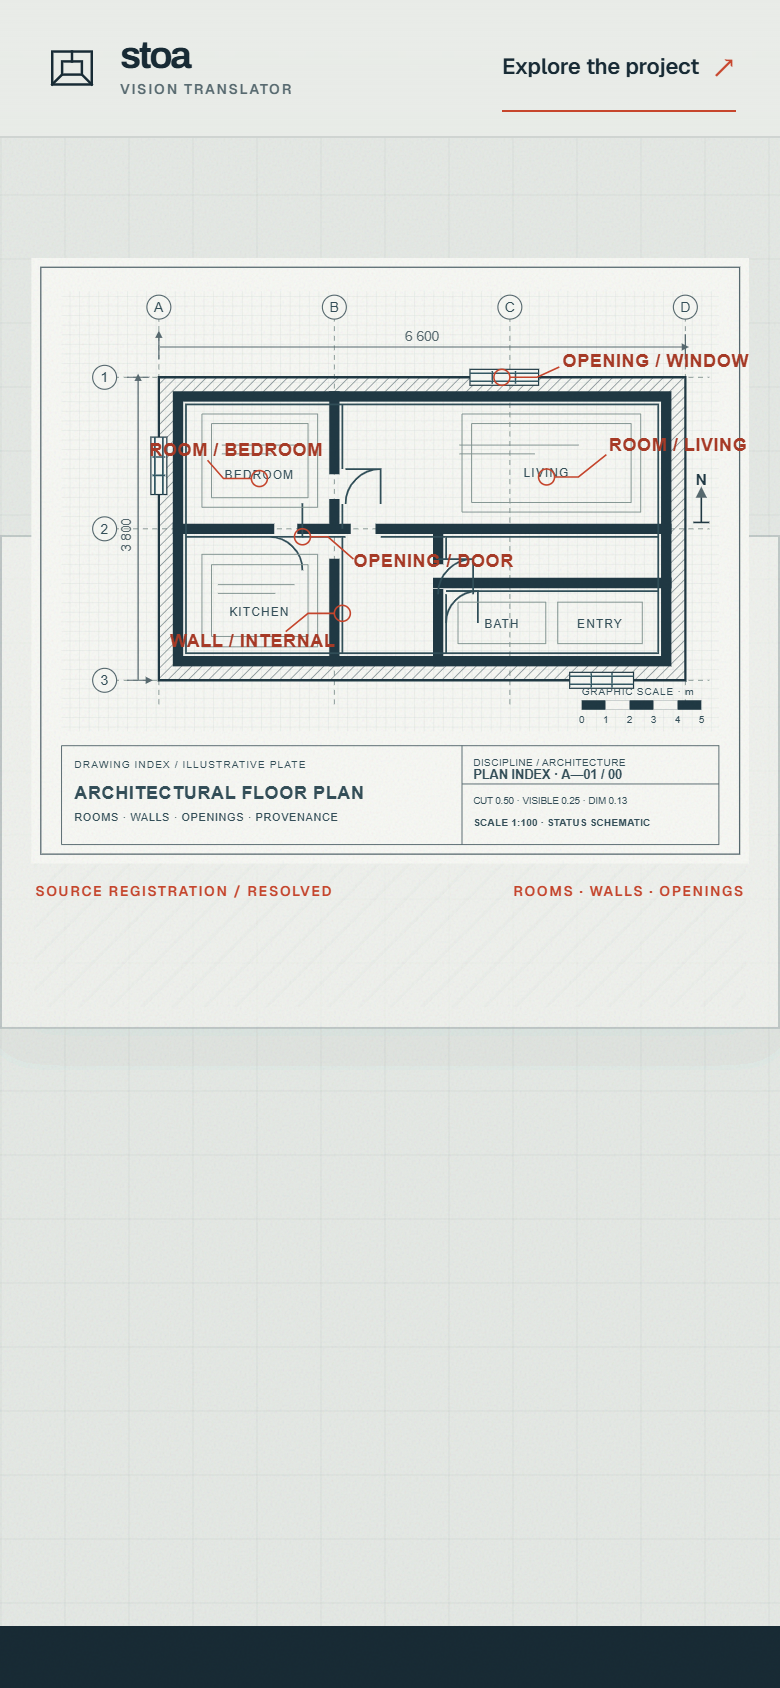 stoa
VISION TRANSLATOR
Explore the project ↗
A
B
C
D
6 600
OPENING / WINDOW
1
ROOM / BEDROOM
ROOM / LIVING
BEDROOM
LIVING
N
2
3 800
OPENING / DOOR
KITCHEN
BATH
ENTRY
WALL / INTERNAL
3
GRAPHIC SCALE · m
0 1 2 3 4 5
DRAWING INDEX / ILLUSTRATIVE PLATE
ARCHITECTURAL FLOOR PLAN
ROOMS · WALLS · OPENINGS · PROVENANCE
DISCIPLINE / ARCHITECTURE
PLAN INDEX · A—01 / 00
CUT 0.50 · VISIBLE 0.25 · DIM 0.13
SCALE 1:100 · STATUS SCHEMATIC
SOURCE REGISTRATION / RESOLVED
ROOMS · WALLS · OPENINGS